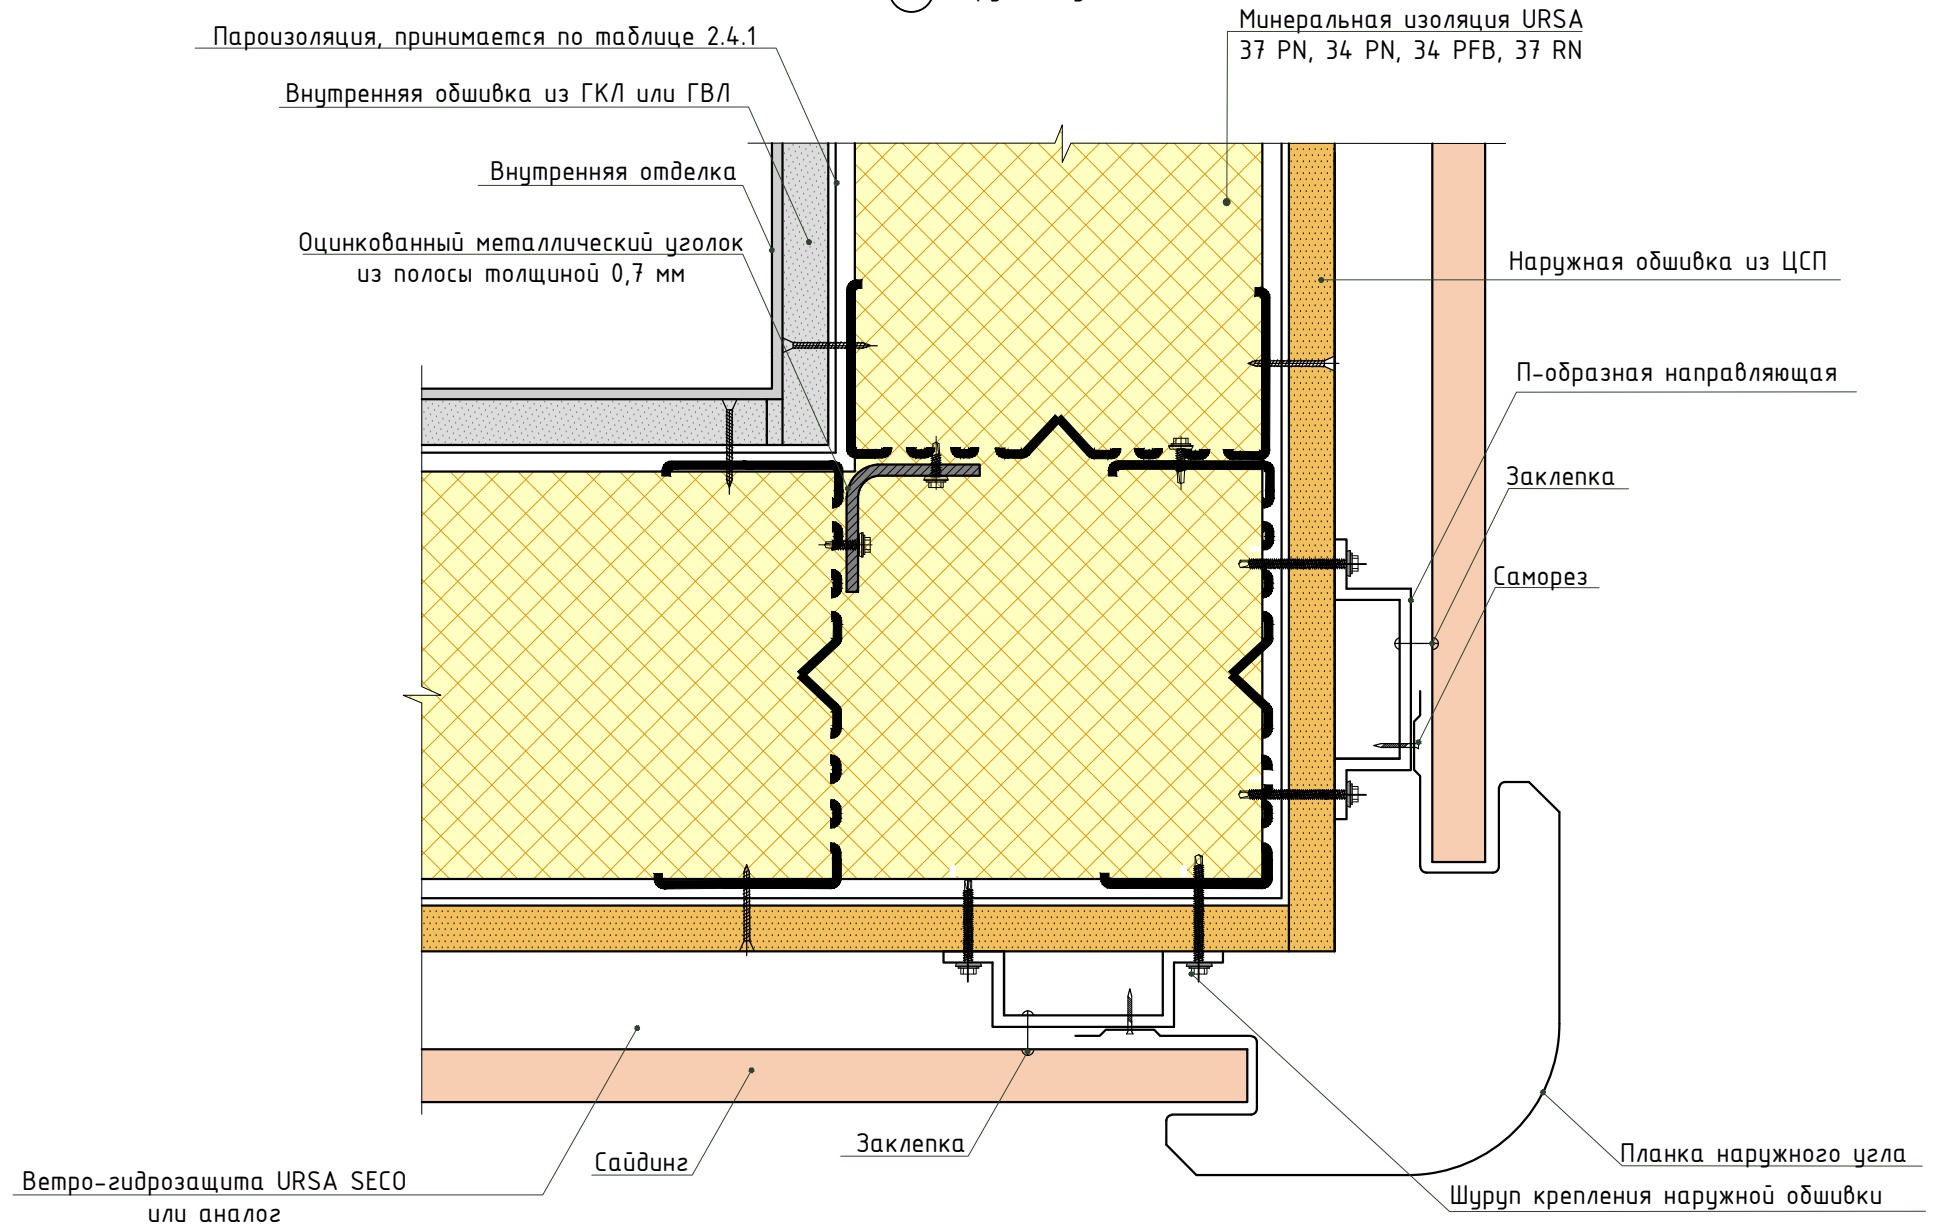 Пароизоляция, принимается по таблице 2.4.1
Внутренняя обшивка из ГКЛ или ГВЛ
Внутренняя отделка
Оцинкованный металлический уголок
из полосы толщиной 0,7 мм
Минеральная изоляция URSA
37 PN, 34 PN, 34 PFB, 37 RN
Наружная обшивка из ЦСП
П-образная направляющая
Заклепка
Саморез
Планка наружного угла
Шуруп крепления наружной обшивки
Заклепка
Сайдинг
Ветро-гидрозащита URSA SECO
или аналог